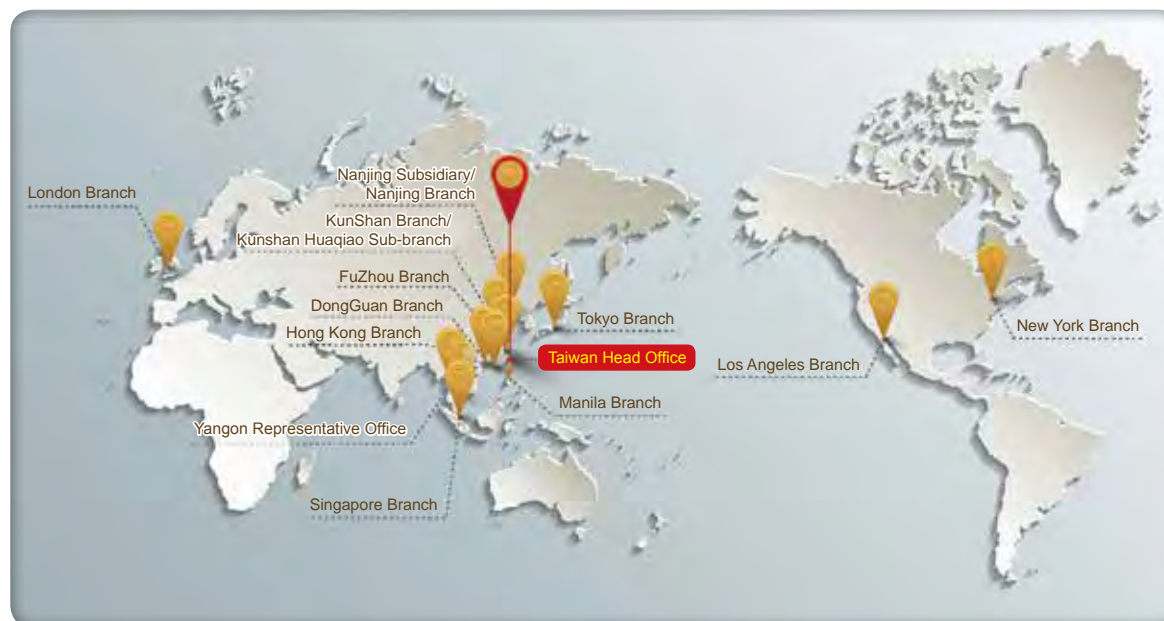 London Branch
Nanjing Subsidiary/
Nanjing Branch
KunShan Branch/
Kunshan Huaqiao Sub-branch
FuZhou Branch
DongGuan Branch
Hong Kong Branch
Tokyo Branch
Taiwan Head Office
Manila Branch
Yangon Representative Office
Singapore Branch
Los Angeles Branch
New York Branch